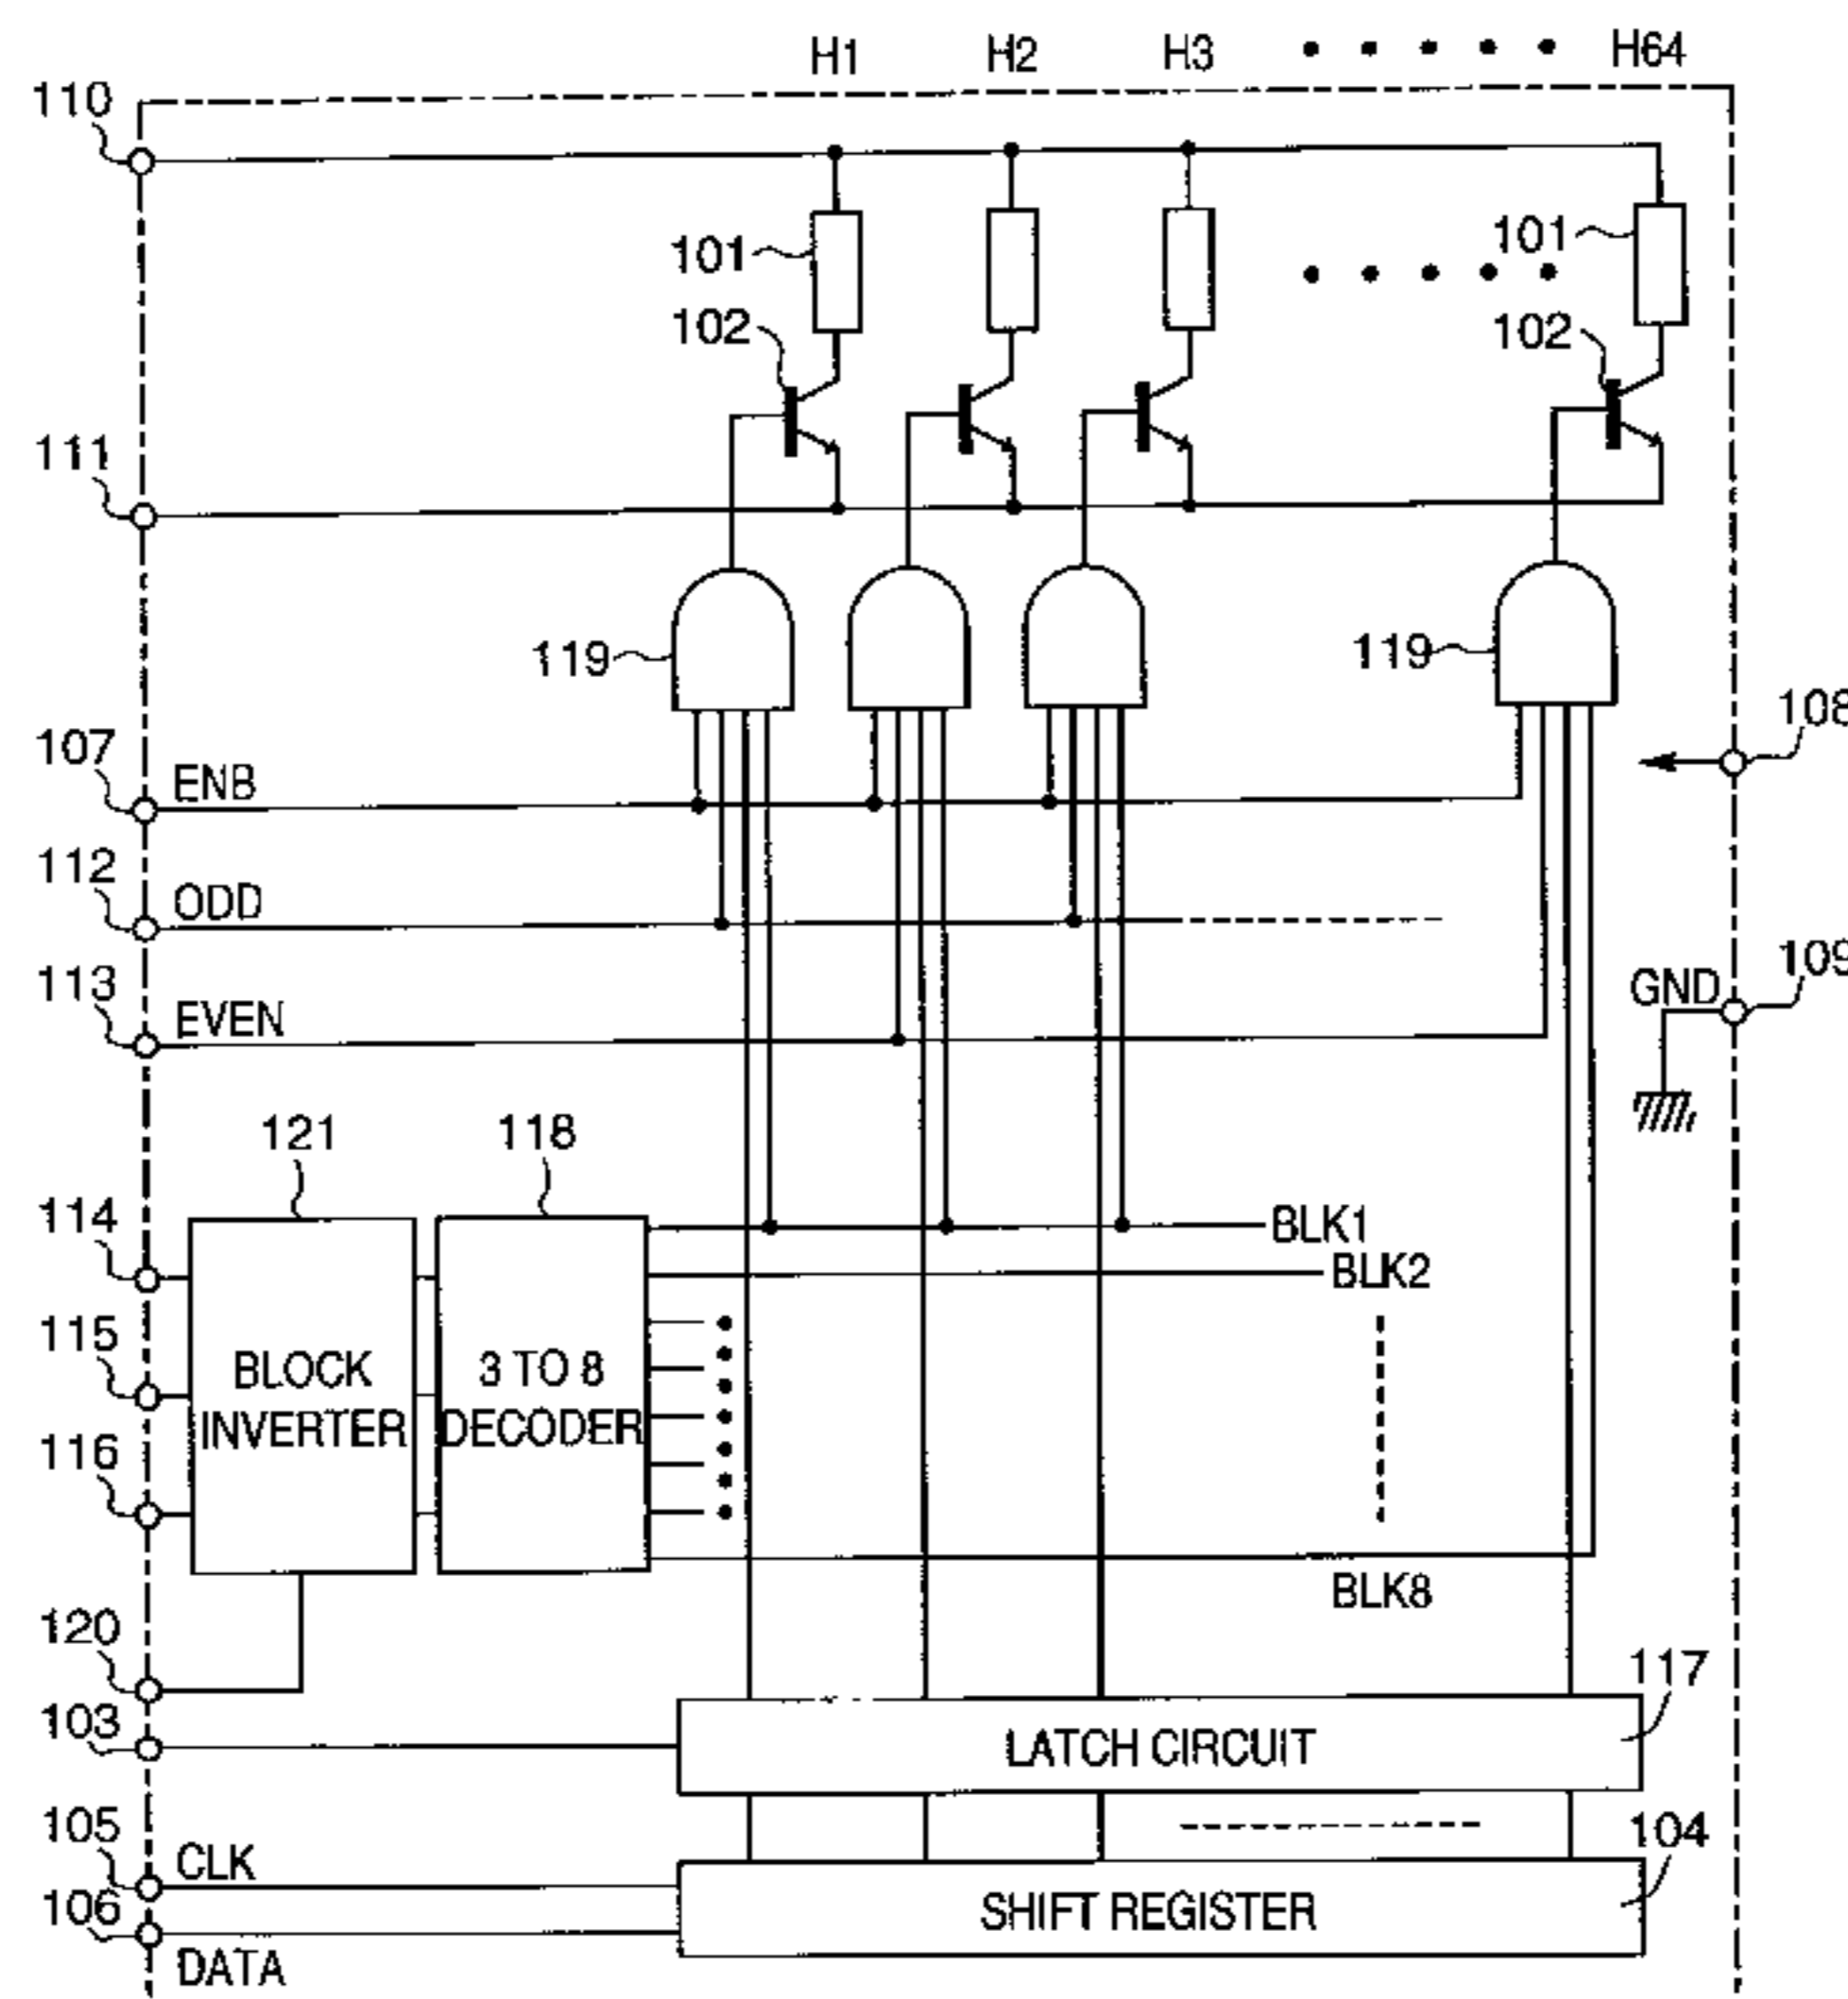 H1 H2 H3 H64
110
101 101
102 102
111
119 119
108
107 ENB
112 ODD
109
GND
113 EVEN
121 118
114
BLK1
BLK2
115
BLOCK INVERTER
3 TO 8 DECODER
116
BLK8
120
117
103
LATCH CIRCUIT
104
105 CLK
SHIFT REGISTER
106
DATA